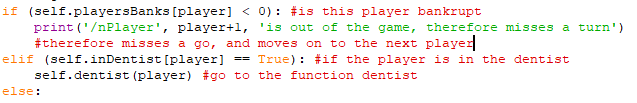 if (self.playersBanks[player] < 0): #is this player bankrupt
    print('/nPlayer', player+1, 'is out of the game, therefore misses a turn')
    #therefore misses a go, and moves on to the next player
elif (self.inDentist[player] == True): #if the player is in the dentist
    self.dentist(player) #go to the function dentist
else: